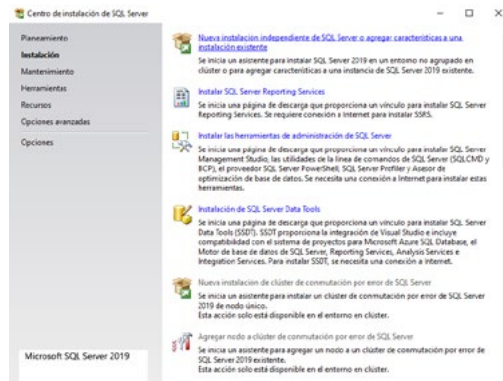 Centro de instalación de SQL Server
Planeamiento
Instalación
Mantenimiento
Herramientas
Recursos
Opciones avanzadas
Opciones
Microsoft SQL Server 2019
Nueva instalación independiente de SQL Server o agregar características a una
instalación existente
Se inicia un asistente para instalar SQL Server 2019 en un entorno no agrupado en
clúster o para agregar características a una instancia de SQL Server 2019 existente.
Instalar SQL Server Reporting Services
Se inicia una página de descarga que proporciona un vínculo para instalar SQL Server
Reporting Services. Se requiere conexión a Internet para instalar SSRS.
Instalar las herramientas de administración de SQL Server
Se inicia una página de descarga que proporciona un vínculo para instalar SQL Server
Management Studio, las utilidades de la línea de comandos de SQL Server (SQLCMD y
BCP), el proveedor SQL Server PowerShell, SQL Server Profiler y Asesor de
optimización de base de datos. Se necesita una conexión a Internet para instalar estas
herramientas.
Instalación de SQL Server Data Tools
Se inicia una página de descarga que proporciona un vínculo para instalar SQL Server
Data Tools (SSDT). SSDT proporciona la integración de Visual Studio e incluye
compatibilidad con el sistema de proyectos para Microsoft Azure SQL Database, el
Motor de base de datos de SQL Server, Reporting Services, Analysis Services e
Integration Services. Para instalar SSDT, se necesita una conexión a Internet.
Nueva instalación de clúster de conmutación por error de SQL Server
Se inicia un asistente para instalar un clúster de conmutación por error de SQL Server
2019 de nodo único.
Esta acción solo está disponible en el entorno en clúster.
Agregar nodo a clúster de conmutación por error de SQL Server
Se inicia un asistente para agregar un nodo a un clúster de conmutación por error de
SQL Server 2019 existente.
Esta acción solo está disponible en el entorno en clúster.